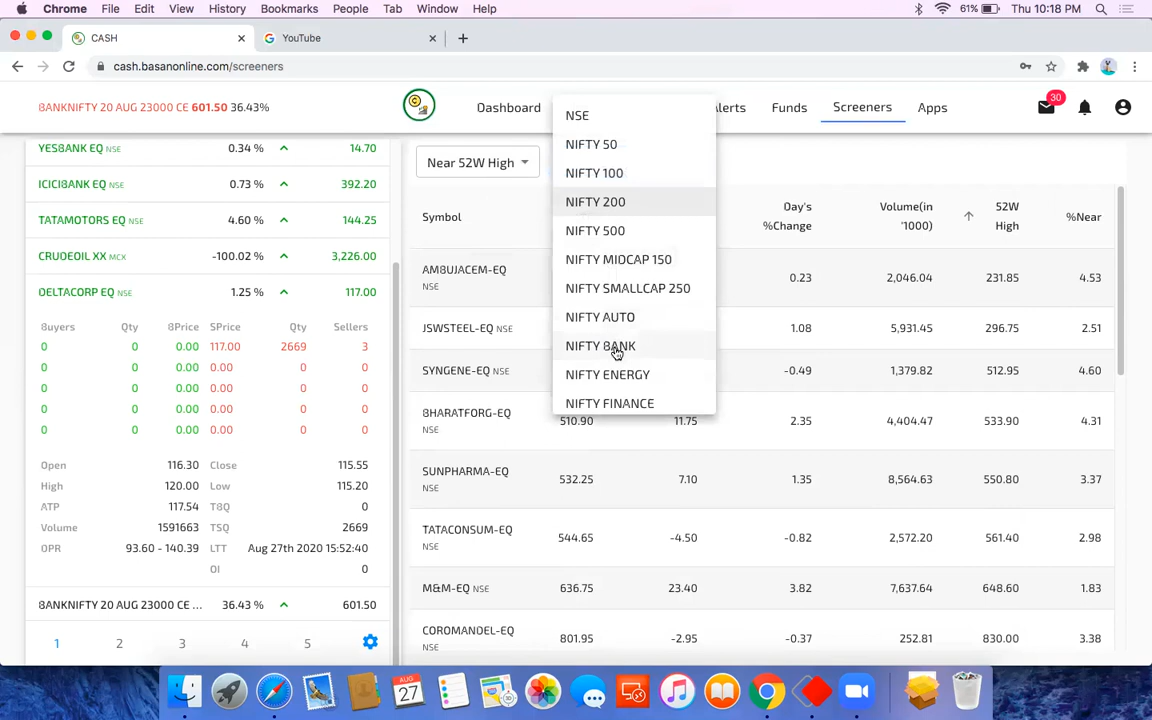 Chrome File Edit View History Bookmarks People Tab Window Help 61% Thu 10:18 PM
CASH YouTube
cash.basanonline.com/screeners
BANKNIFTY 20 AUG 23000 CE 601.50 36.43% Dashboard lerts Funds Screeners Apps 30
YESBANK EQ NSE 0.34 % 14.70
ICICIBANK EQ NSE 0.73 % 392.20
TATAMOTORS EQ NSE 4.60 % 144.25
CRUDEOIL XX MCX -100.02 % 3,226.00
DELTACORP EQ NSE 1.25 % 117.00
Buyers Qty BPrice SPrice Qty Sellers
0 0 0.00 117.00 2669 3
0 0 0.00 0.00 0 0
0 0 0.00 0.00 0 0
0 0 0.00 0.00 0 0
0 0 0.00 0.00 0 0
Open 116.30 Close 115.55
High 120.00 Low 115.20
ATP 117.54 TBQ 0
Volume 1591663 TSQ 2669
DPR 93.60 - 140.39 LTT Aug 27th 2020 15:52:40
OI 0
BANKNIFTY 20 AUG 23000 CE ... 36.43 % 601.50
1 2 3 4 5
Near 52W High
NSE
NIFTY 50
NIFTY 100
NIFTY 200
NIFTY 500
NIFTY MIDCAP 150
NIFTY SMALLCAP 250
NIFTY AUTO
NIFTY BANK
NIFTY ENERGY
NIFTY FINANCE
Symbol Day's %Change Volume(in '1000) 52W High %Near
AMBUJACEM-EQ NSE 0.23 2,046.04 231.85 4.53
JSWSTEEL-EQ NSE 1.08 5,931.45 296.75 2.51
SYNGENE-EQ NSE -0.49 1,379.82 512.95 4.60
BHARATFORG-EQ NSE 510.90 11.75 2.35 4,404.47 533.90 4.31
SUNPHARMA-EQ NSE 532.25 7.10 1.35 8,564.63 550.80 3.37
TATACONSUM-EQ NSE 544.65 -4.50 -0.82 2,572.20 561.40 2.98
M&M-EQ NSE 636.75 23.40 3.82 7,637.64 648.60 1.83
COROMANDEL-EQ NSE 801.95 -2.95 -0.37 252.81 830.00 3.38
AUG
27